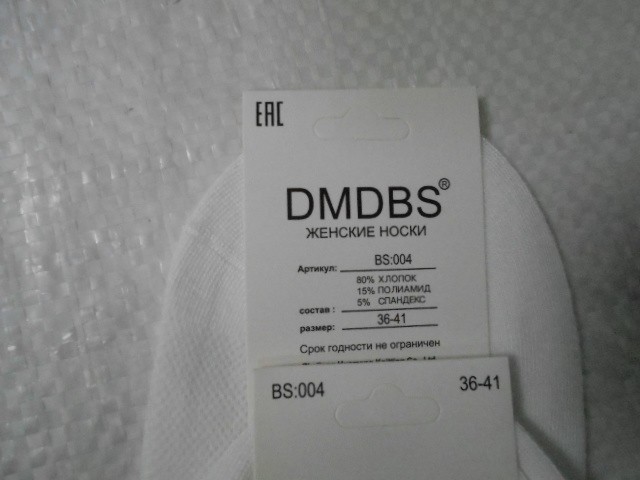 EAC
DMDBS®
ЖЕНСКИЕ НОСКИ
Артикул: BS:004
80% ХЛОПОК
15% ПОЛИАМИД
состав : 5% СПАНДЕКС
размер: 36-41
Срок годности не ограничен
BS:004 36-41